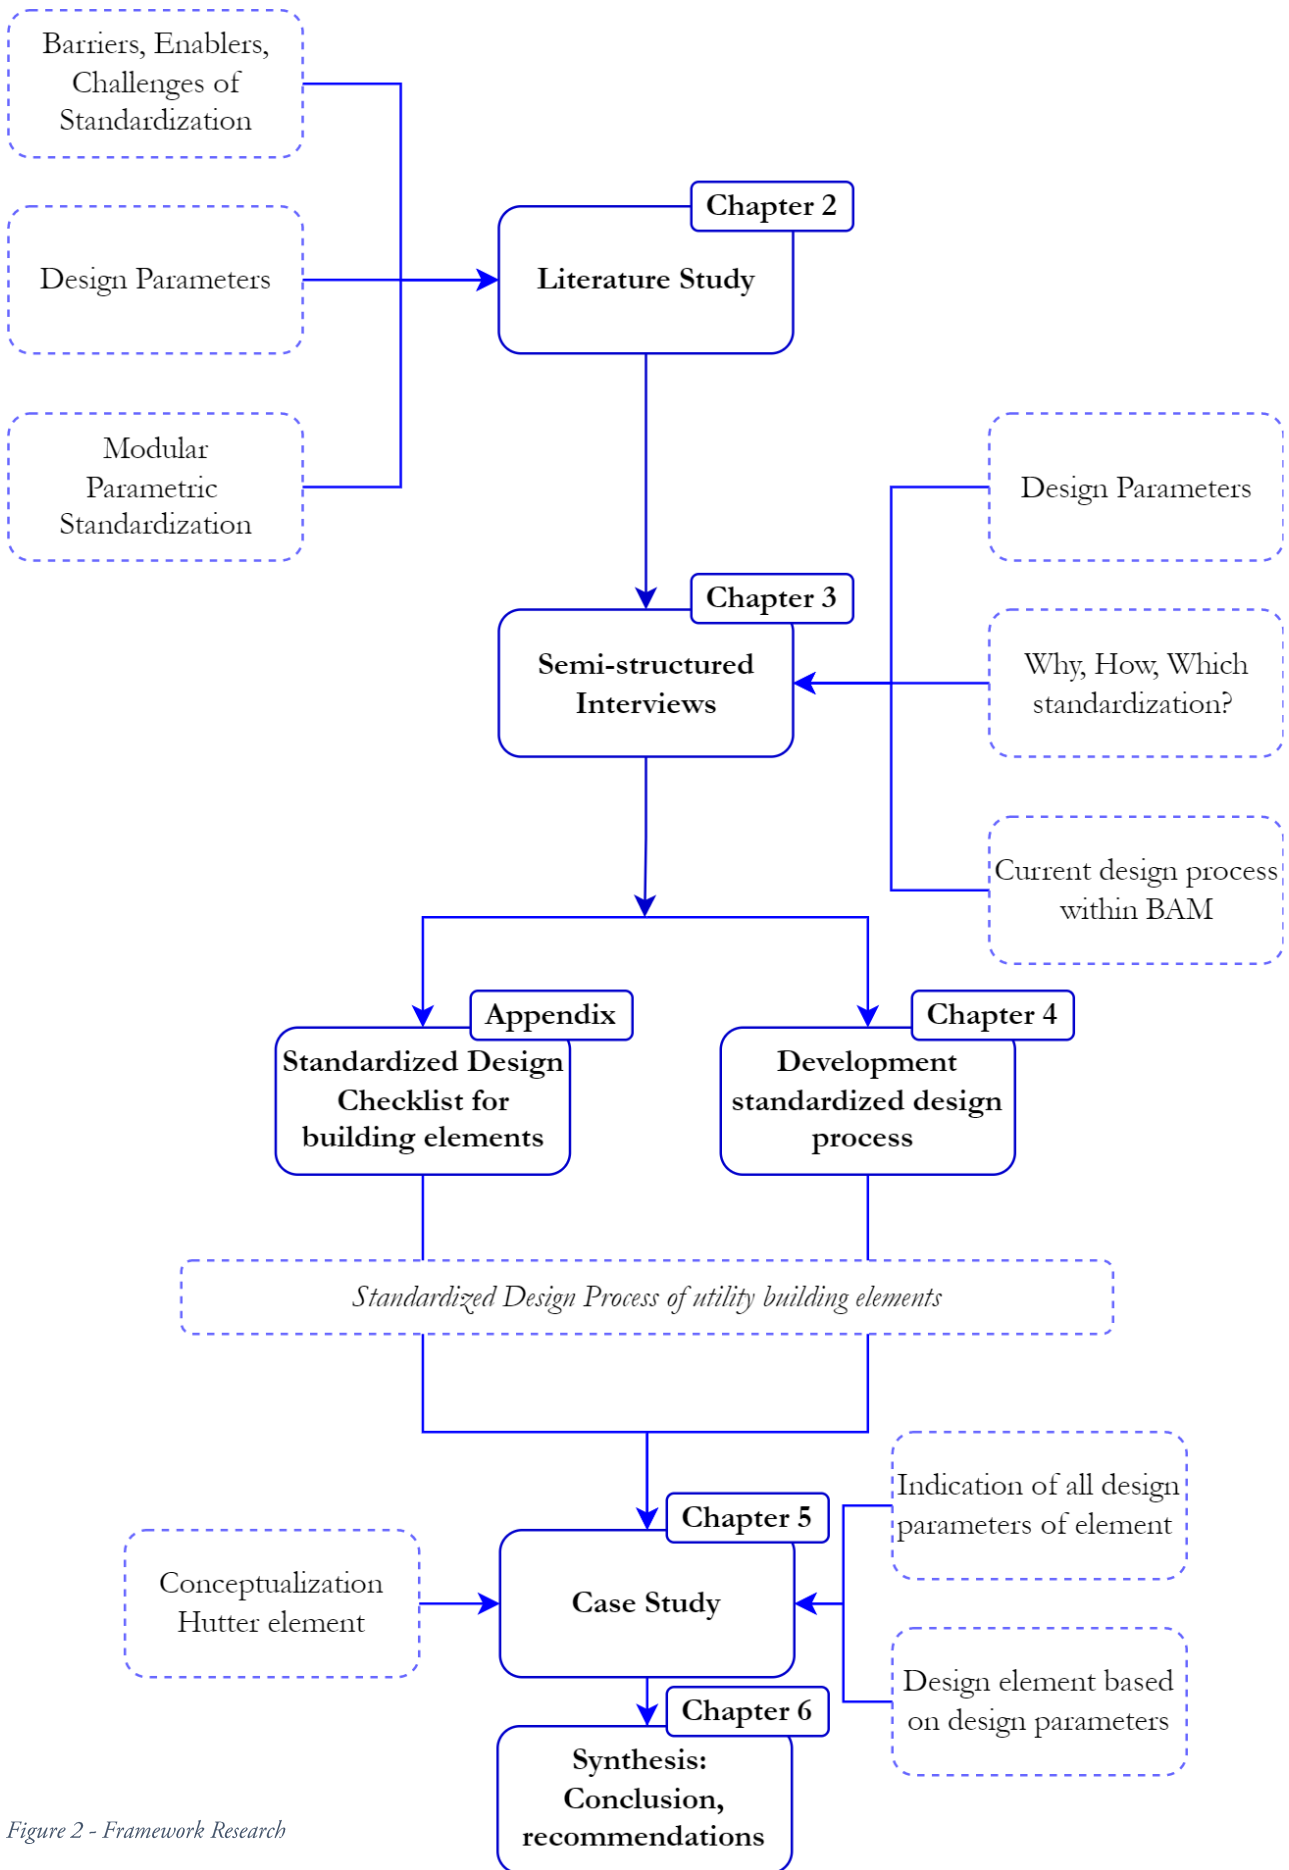 Barriers, Enablers,
Challenges of
Standardization
Chapter 2
Design Parameters
Literature Study
Modular
Parametric
Standardization
Design Parameters
Chapter 3
Semi-structured
Interviews
Why, How, Which
standardization?
Current design process
within BAM
Appendix
Standardized Design
Checklist for
building elements
Chapter 4
Development
standardized design
process
Standardized Design Process of utility building elements
Indication of all design
parameters of element
Chapter 5
Conceptualization
Hutter element
Case Study
Design element based
on design parameters
Chapter 6
Synthesis:
Conclusion,
recommendations
Figure 2 - Framework Research